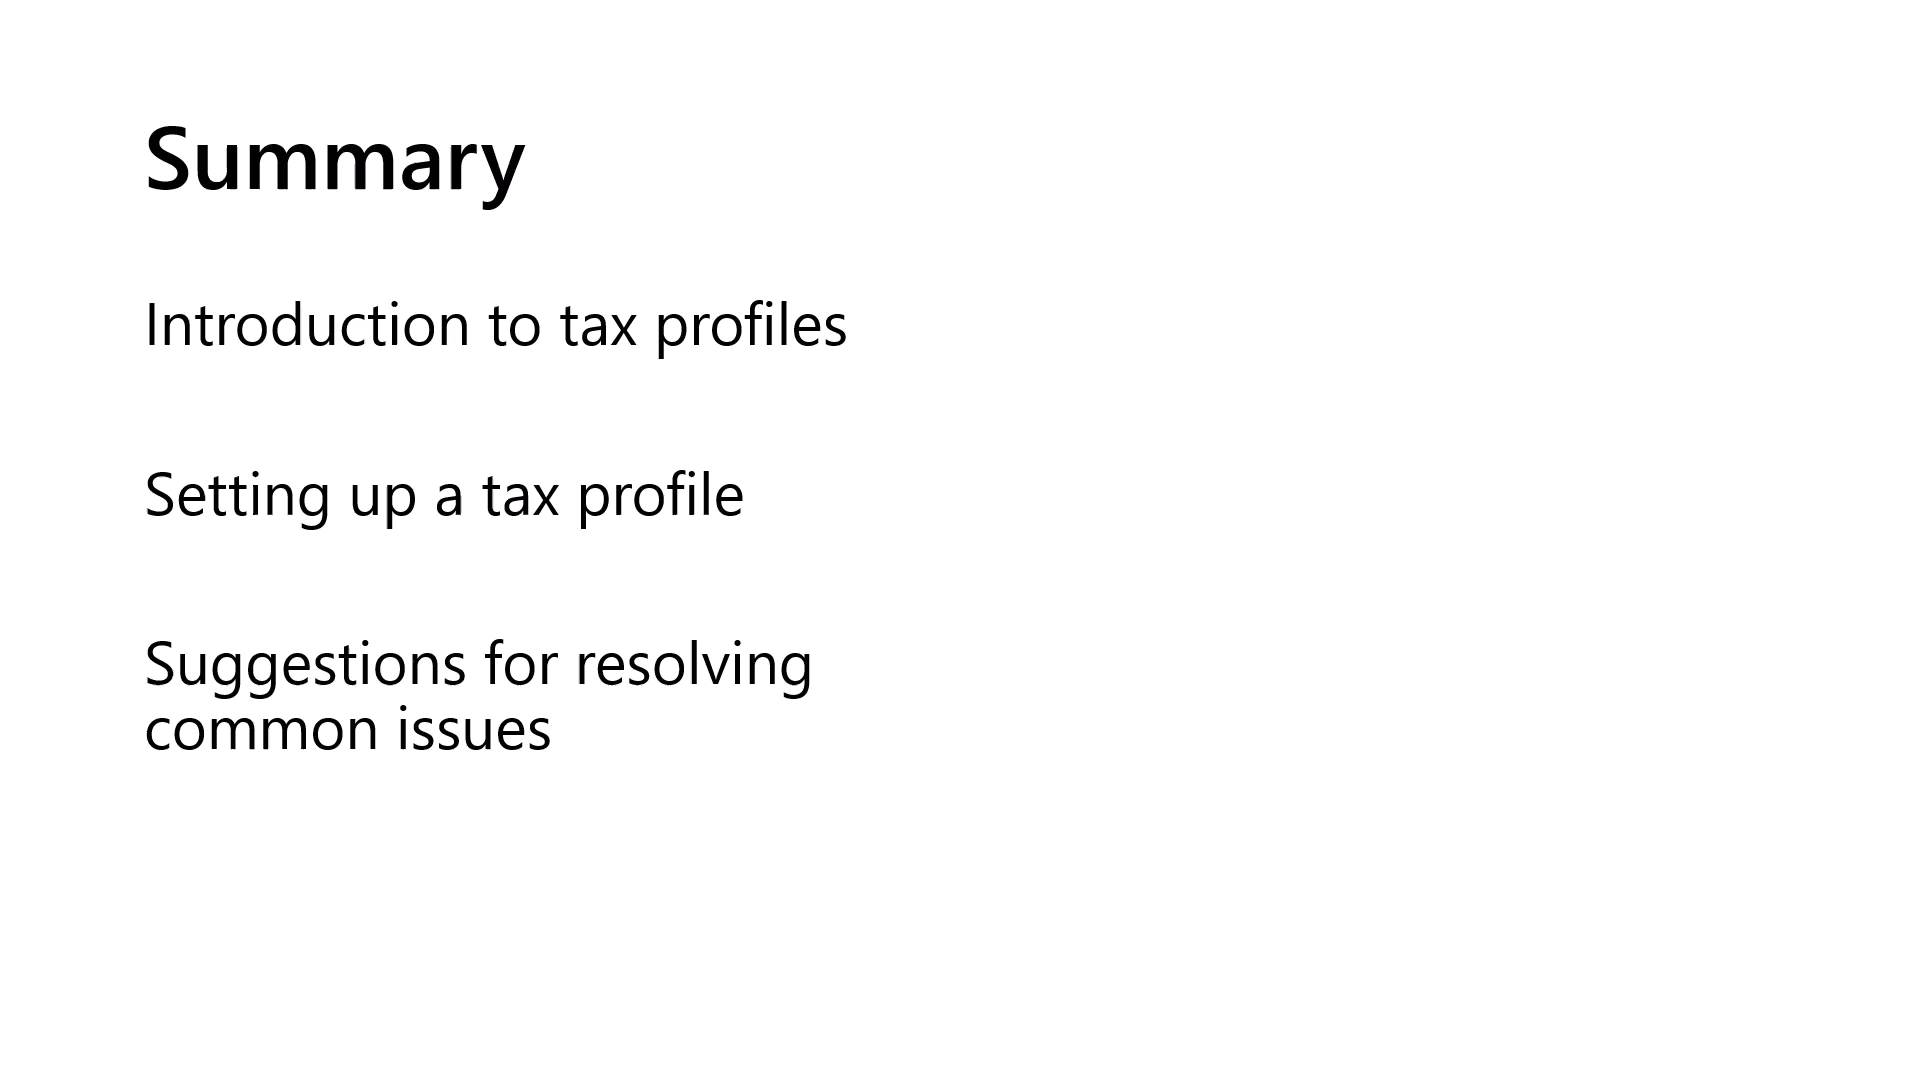 Summary
Introduction to tax profiles
Setting up a tax profile
Suggestions for resolving
common issues